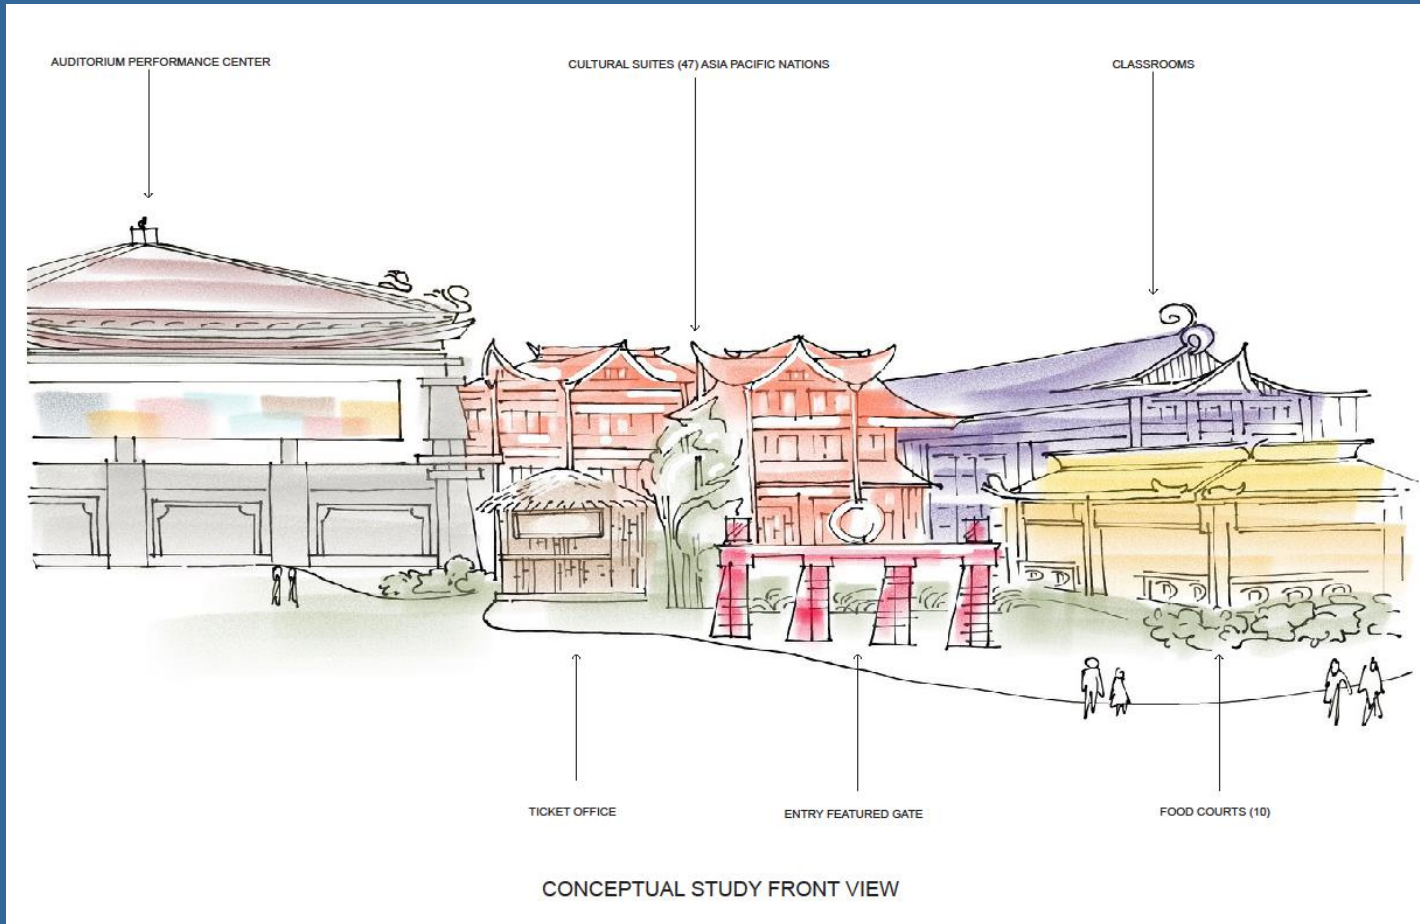 AUDITORIUM PERFORMANCE CENTER
CULTURAL SUITES (47) ASIA PACIFIC NATIONS
CLASSROOMS
TICKET OFFICE
ENTRY FEATURED GATE
FOOD COURTS (10)
CONCEPTUAL STUDY FRONT VIEW